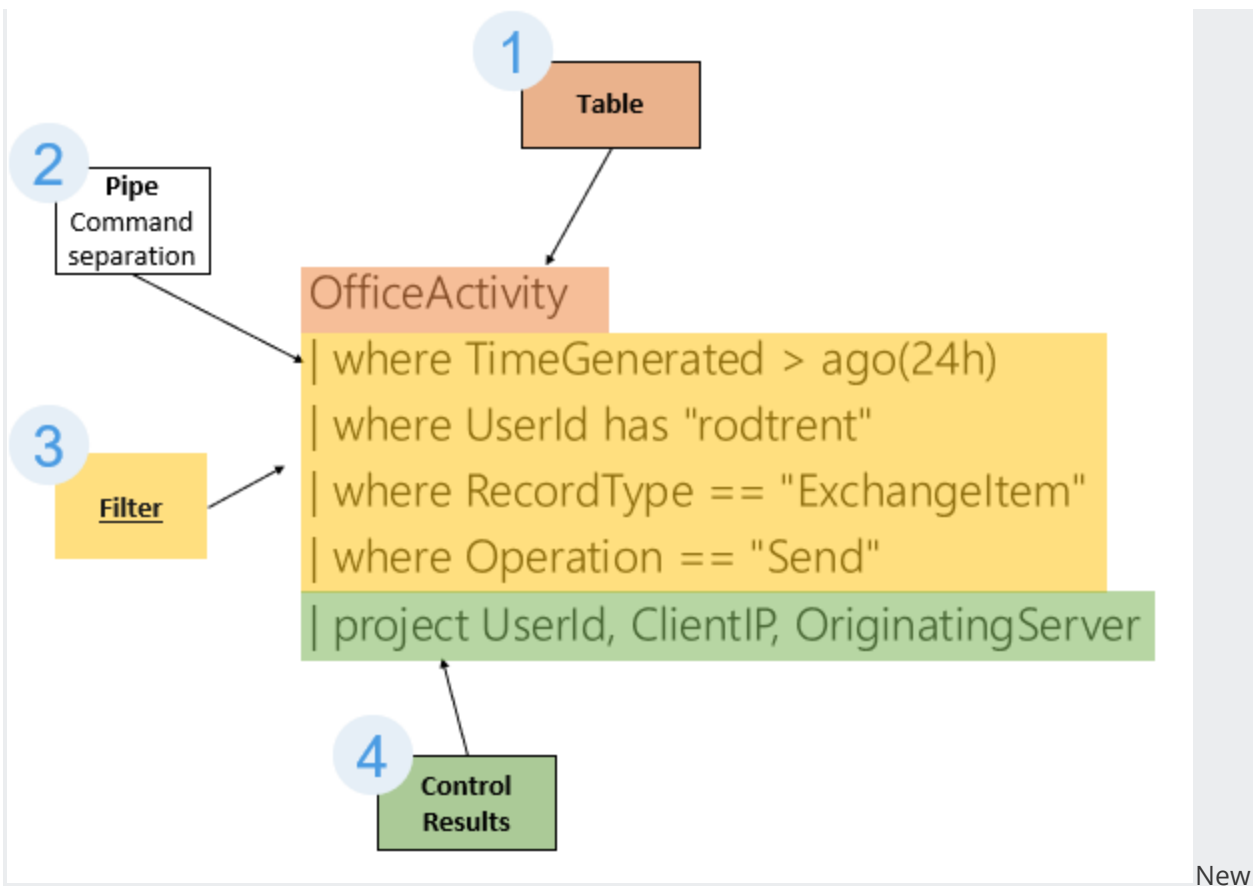 1
Table
2
Pipe
Command
separation
OfficeActivity
| where TimeGenerated > ago(24h)
| where UserId has "rodtrent"
3
Filter
| where RecordType == "ExchangeItem"
| where Operation == "Send"
| project UserId, ClientIP, OriginatingServer
4
Control
Results
New